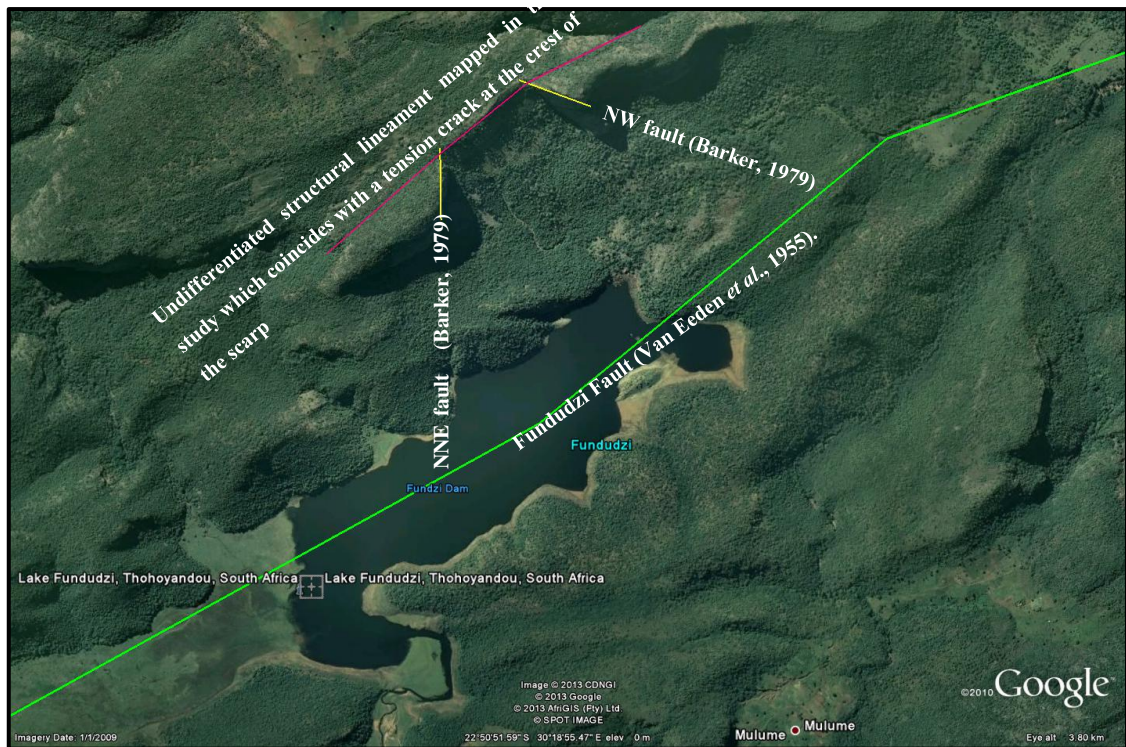 Undifferentiated structural lineament mapped in
study which coincides with a tension crack at the crest of
the scarp
NW fault (Barker, 1979)
NNE fault (Barker, 1979)
Fundudzi Fault (Van Eeden et al., 1955).
Fundudzi
Fundzi Dam
Lake Fundudzi, Thohoyandou, South Africa
Lake Fundudzi, Thohoyandou, South Africa
Image © 2013 CDNGI
© 2013 Google
© 2013 AfriGIS (Pty) Ltd.
© SPOT IMAGE
©2010 Google
Mulume
Mulume
Imagery Date: 1/1/2009
22°50'51.59"S 30°18'55.47"E elev 0 m
Eye alt 3.80 km